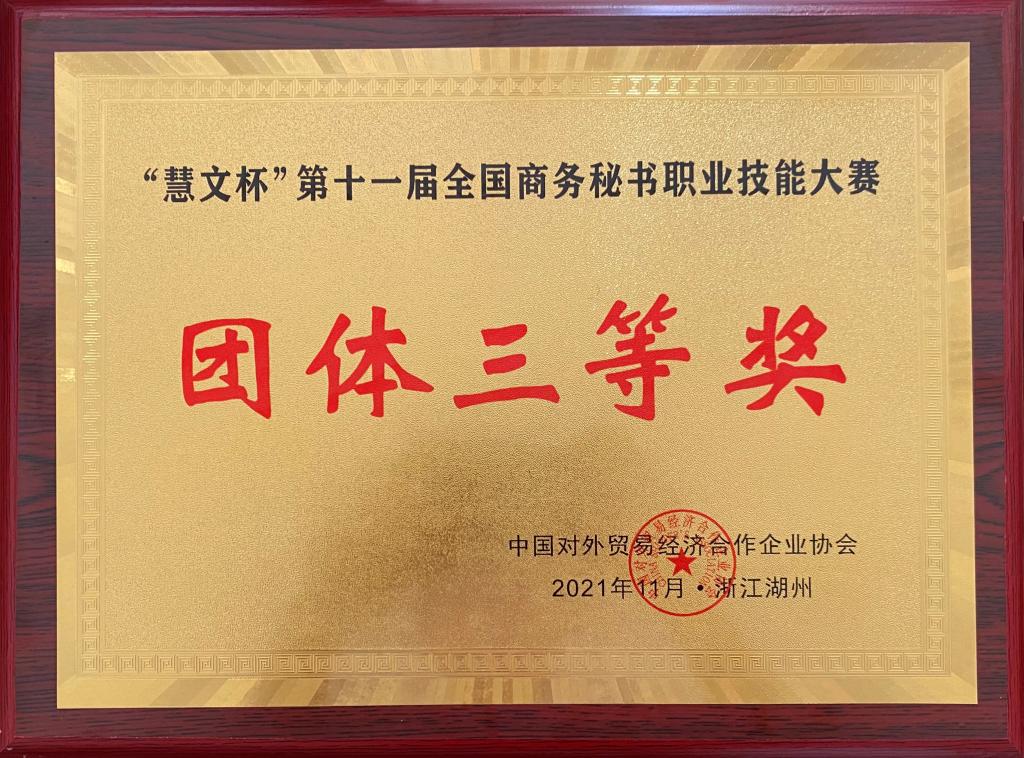 “慧文杯”第十一届全国商务秘书职业技能大赛
团体三等奖
中国对外贸易经济合作企业协会
2021年11月·浙江湖州